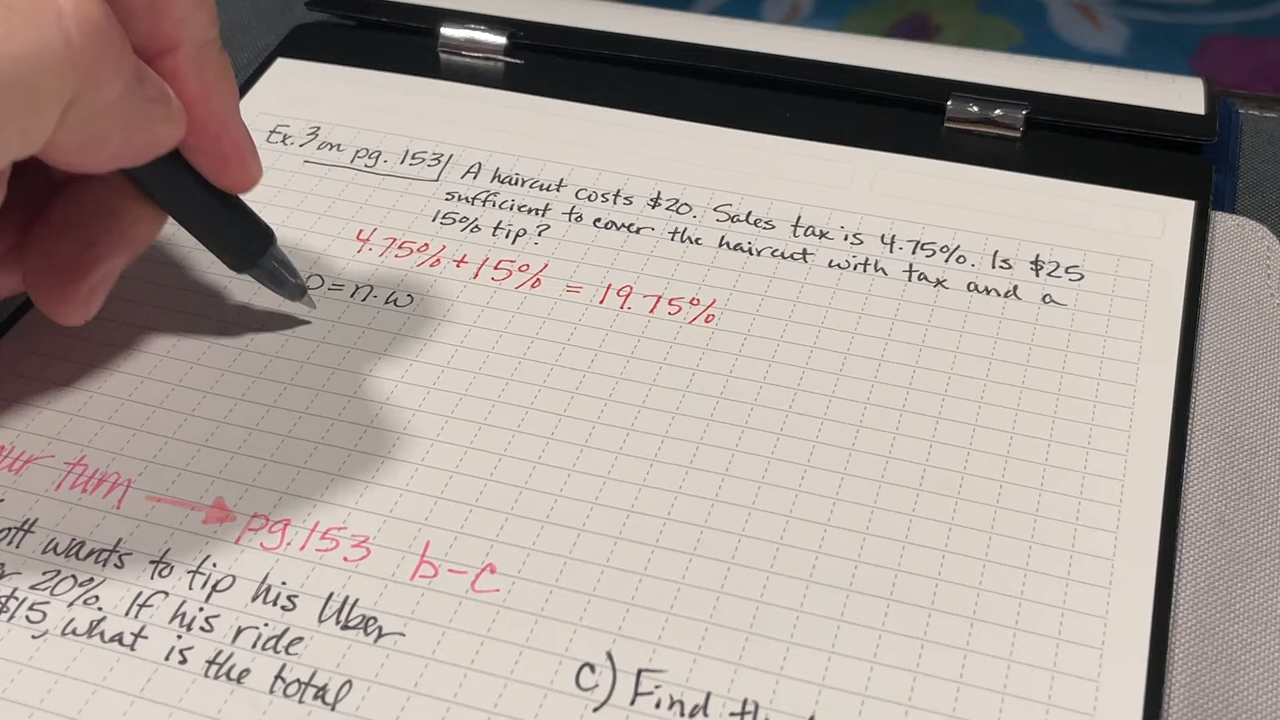 Ex. 3 on pg. 153 A haircut costs $20. Sales tax is 4.75%. Is $25
sufficient to cover the haircut with tax and a
15% tip?
4.75% + 15% = 19.75%
p=n·w
turn → pg.153 b-c
wants to tip his Uber
20%. If his ride
$15, what is the total
c) Find